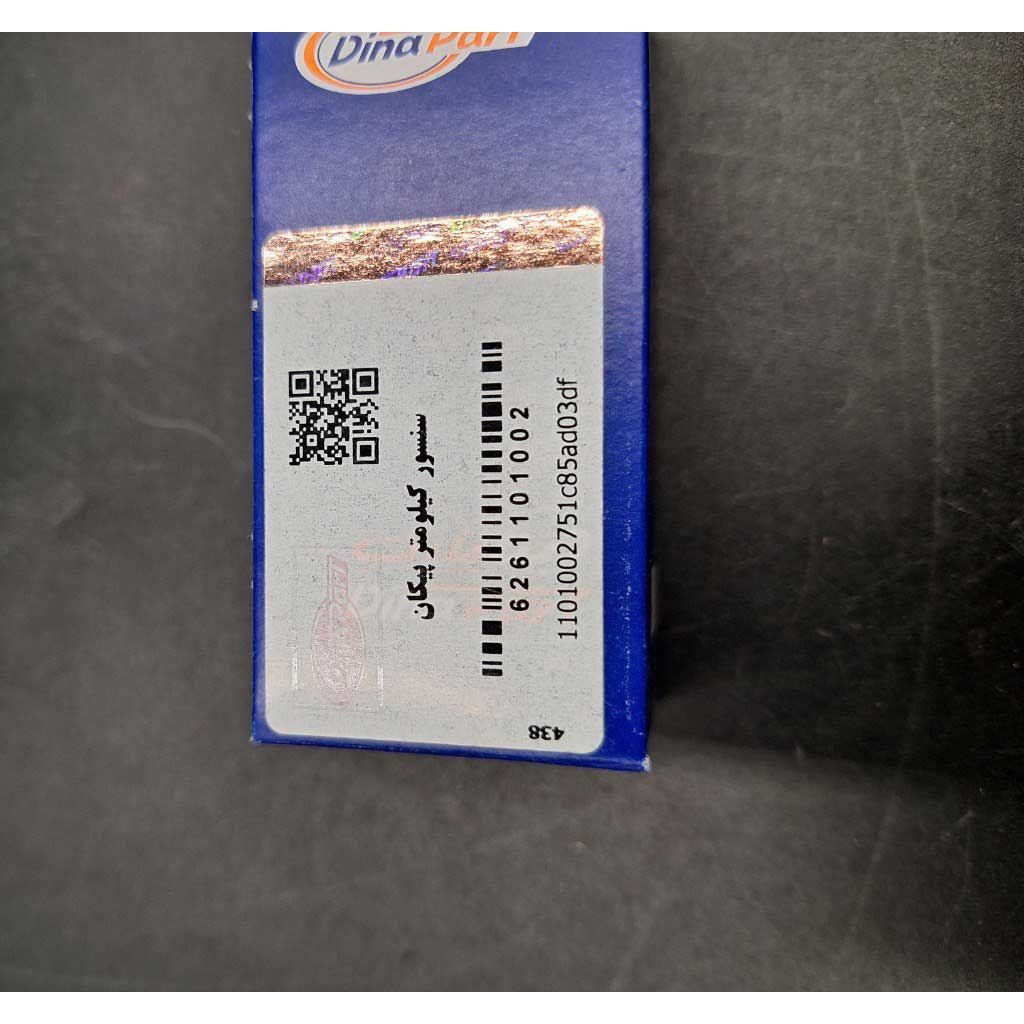 Dina Part
سنسور کیلومتر پیکان
6261101002
1101002751c85ad03df
438